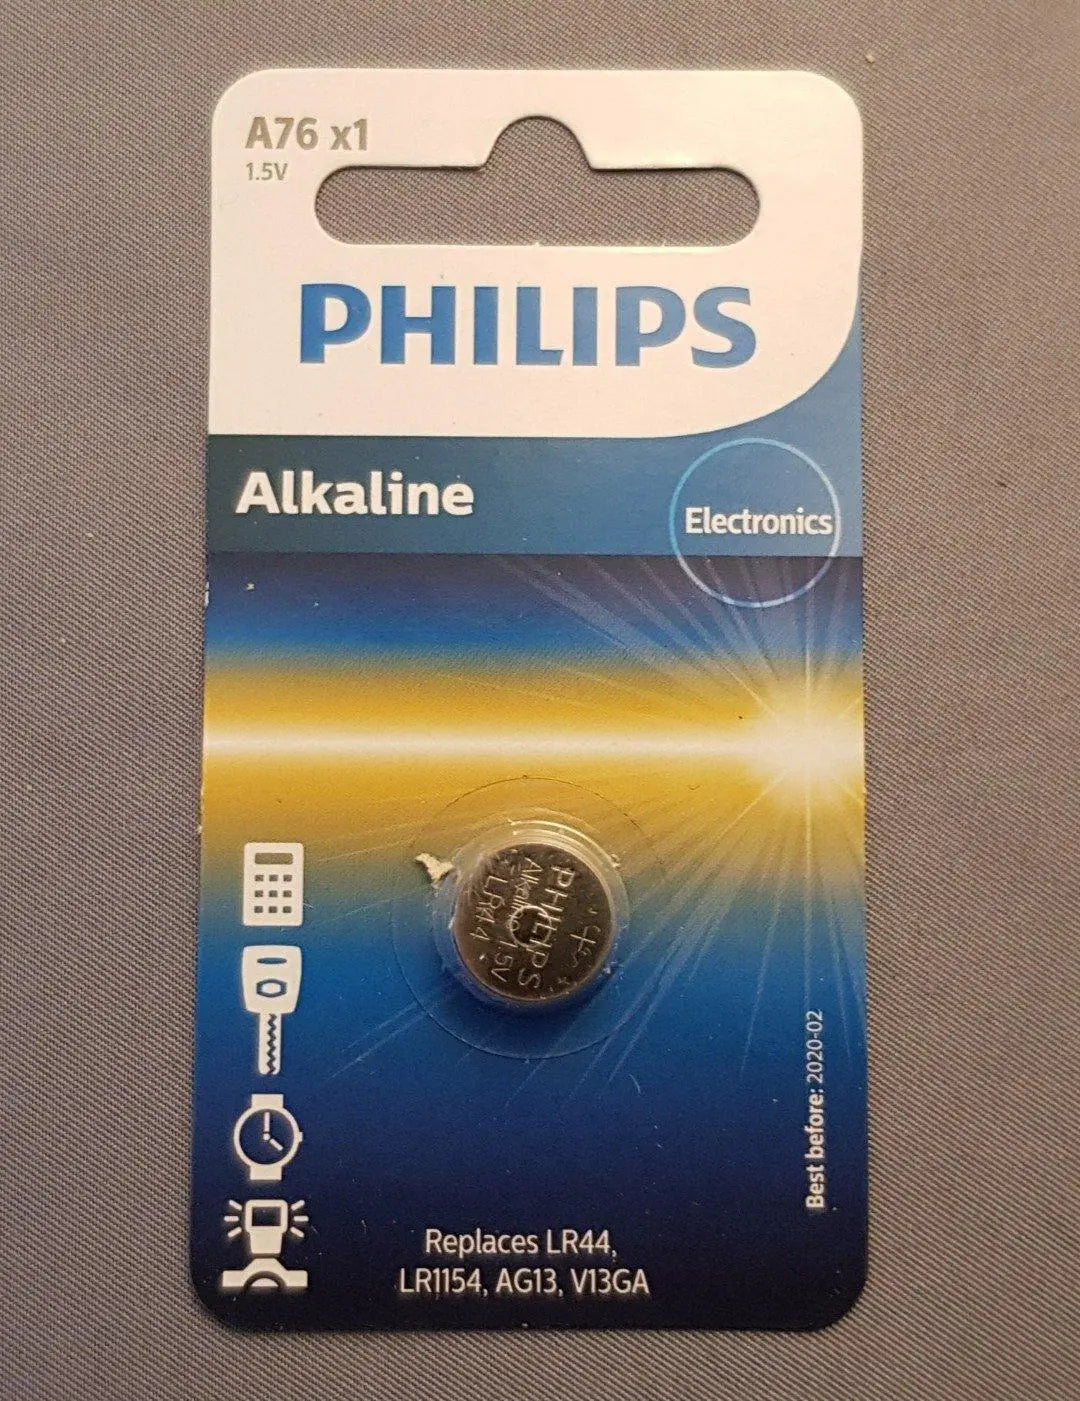 A76 x1
1.5V
PHILIPS
Alkaline
Electronics
PHILIPS
Alkaline 1.5V
LR44
+
Best before: 2020-02
Replaces LR44,
LR1154, AG13, V13GA